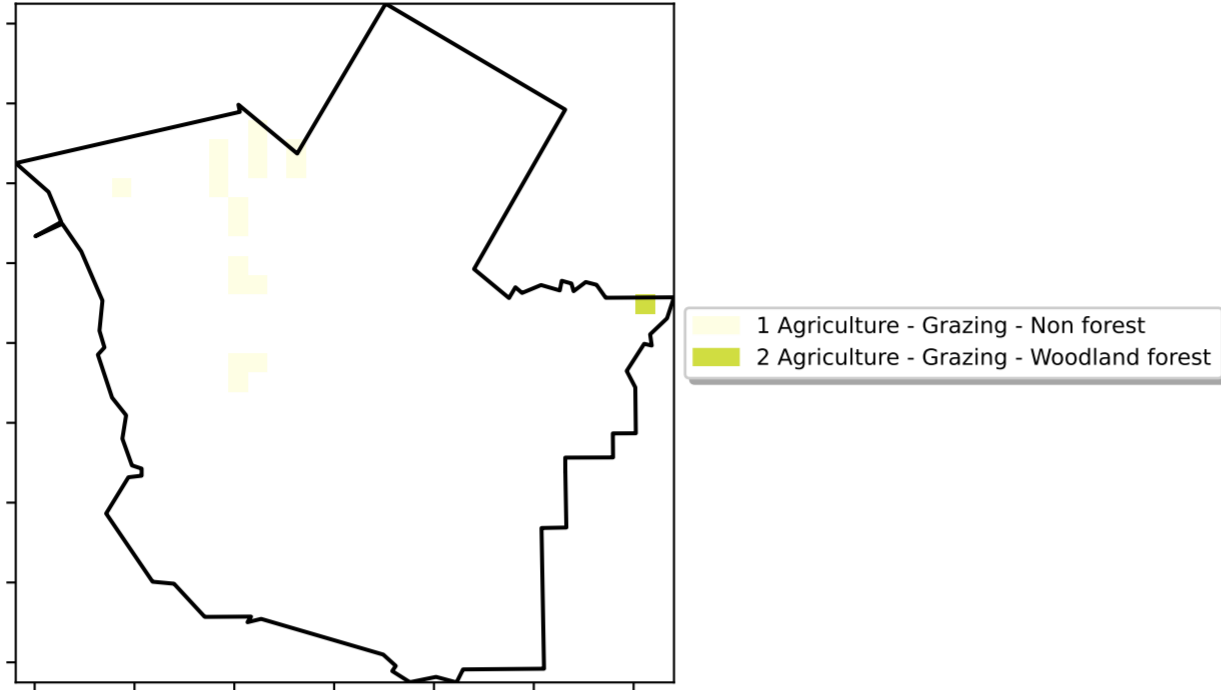 1 Agriculture - Grazing - Non forest
2 Agriculture - Grazing - Woodland forest